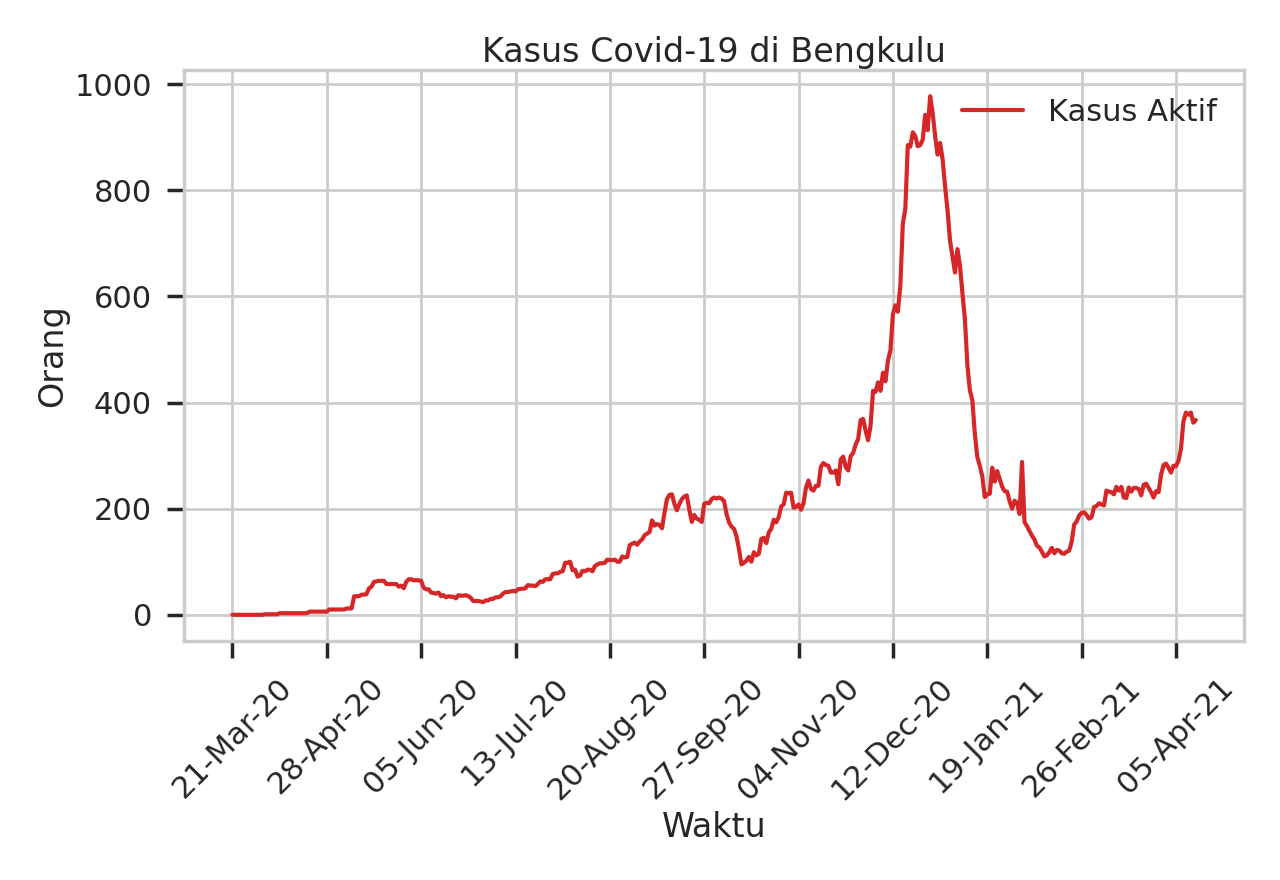 Kasus Covid-19 di Bengkulu
Kasus Aktif
Orang
1000
800
600
400
200
0
21-Mar-20
28-Apr-20
05-Jun-20
13-Jul-20
20-Aug-20
27-Sep-20
04-Nov-20
12-Dec-20
19-Jan-21
26-Feb-21
05-Apr-21
Waktu